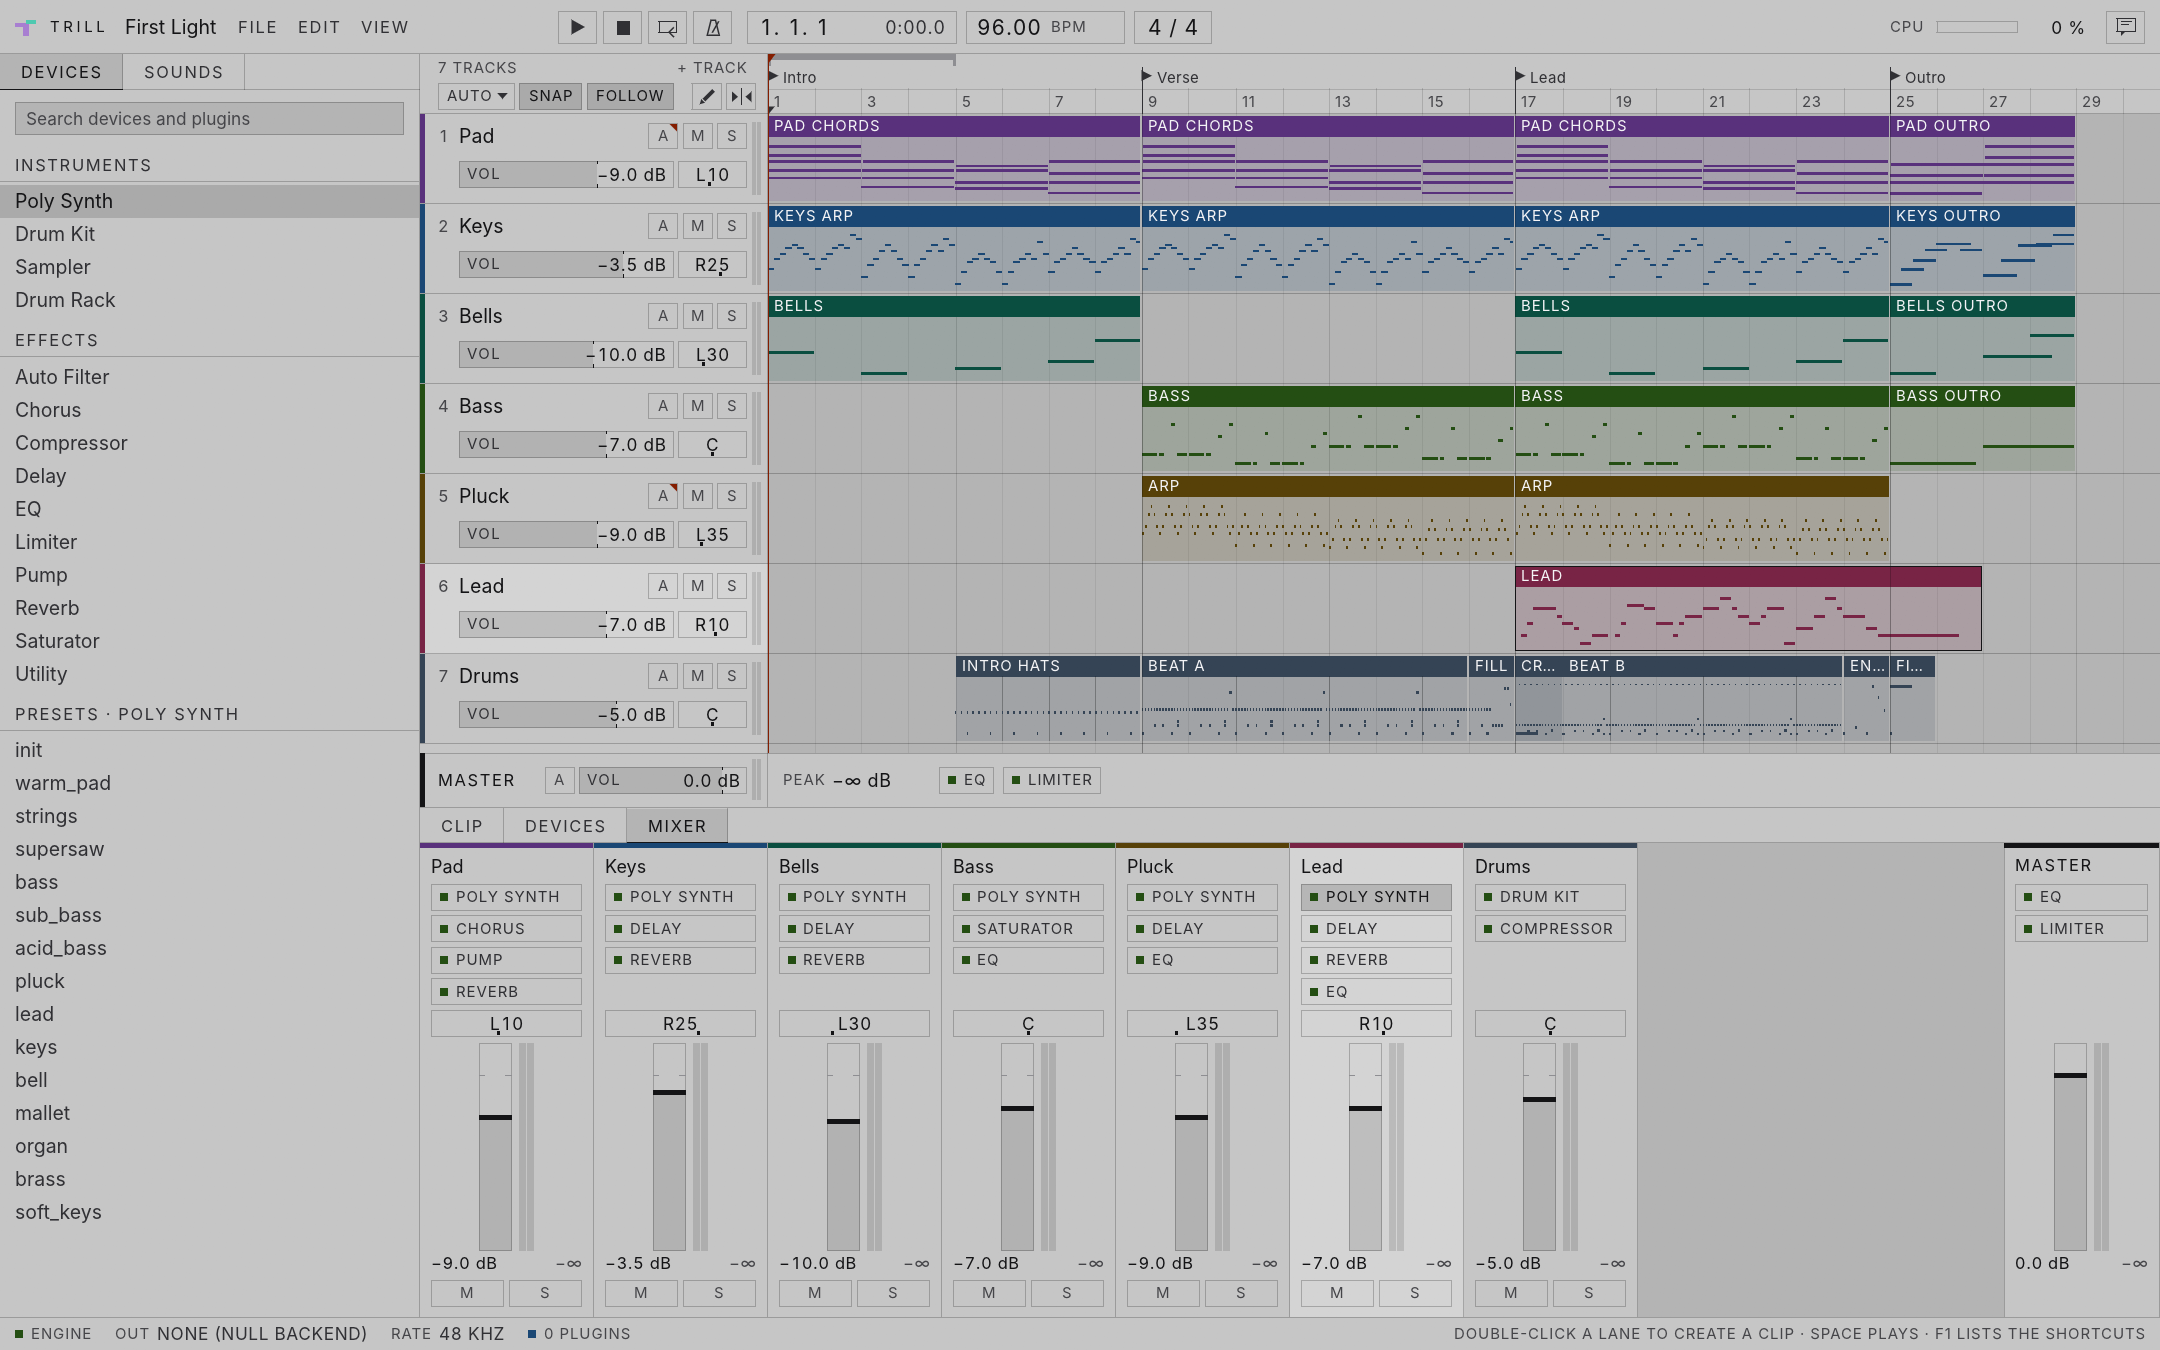 TRILL First Light FILE EDIT VIEW 1. 1. 1 0:00.0 96.00 BPM 4 / 4 CPU 0 %
DEVICES SOUNDS
Search devices and plugins
INSTRUMENTS
Poly Synth
Drum Kit
Sampler
Drum Rack
EFFECTS
Auto Filter
Chorus
Compressor
Delay
EQ
Limiter
Pump
Reverb
Saturator
Utility
PRESETS · POLY SYNTH
init
warm_pad
strings
supersaw
bass
sub_bass
acid_bass
pluck
lead
keys
bell
mallet
organ
brass
soft_keys
7 TRACKS + TRACK
AUTO SNAP FOLLOW
Intro Verse Lead Outro
1 3 5 7 9 11 13 15 17 19 21 23 25 27 29
1 Pad A M S
VOL −9.0 dB L10
PAD CHORDS PAD CHORDS PAD CHORDS PAD OUTRO
2 Keys A M S
VOL −3.5 dB R25
KEYS ARP KEYS ARP KEYS ARP KEYS OUTRO
3 Bells A M S
VOL −10.0 dB L30
BELLS BELLS BELLS OUTRO
4 Bass A M S
VOL −7.0 dB C
BASS BASS BASS OUTRO
5 Pluck A M S
VOL −9.0 dB L35
ARP ARP
6 Lead A M S
VOL −7.0 dB R10
LEAD
7 Drums A M S
VOL −5.0 dB C
INTRO HATS BEAT A FILL CR... BEAT B EN... FI...
MASTER A VOL 0.0 dB PEAK −∞ dB EQ LIMITER
CLIP DEVICES MIXER
Pad
POLY SYNTH
CHORUS
PUMP
REVERB
L10
−9.0 dB −∞
M S
Keys
POLY SYNTH
DELAY
REVERB
R25
−3.5 dB −∞
M S
Bells
POLY SYNTH
DELAY
REVERB
L30
−10.0 dB −∞
M S
Bass
POLY SYNTH
SATURATOR
EQ
C
−7.0 dB −∞
M S
Pluck
POLY SYNTH
DELAY
EQ
L35
−9.0 dB −∞
M S
Lead
POLY SYNTH
DELAY
REVERB
EQ
R10
−7.0 dB −∞
M S
Drums
DRUM KIT
COMPRESSOR
C
−5.0 dB −∞
M S
MASTER
EQ
LIMITER
0.0 dB −∞
ENGINE OUT NONE (NULL BACKEND) RATE 48 KHZ 0 PLUGINS DOUBLE-CLICK A LANE TO CREATE A CLIP · SPACE PLAYS · F1 LISTS THE SHORTCUTS